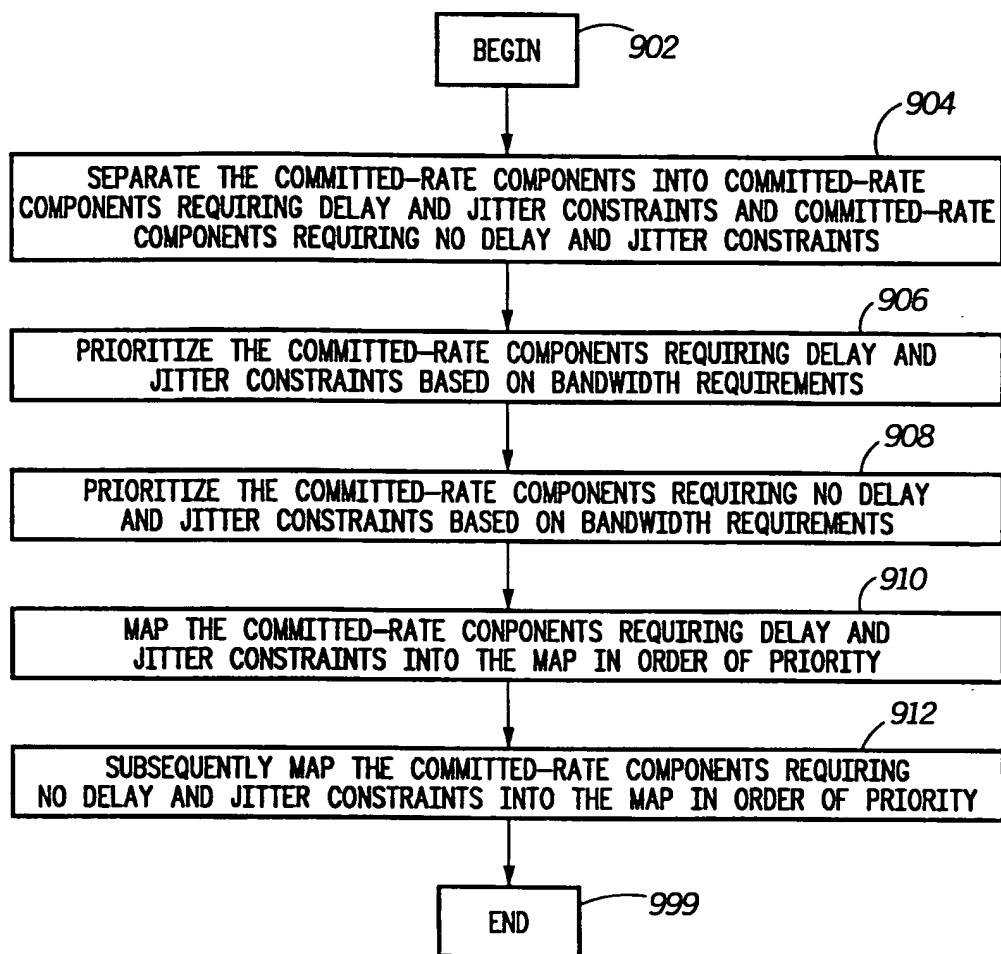 BEGIN
902
904
SEPARATE THE COMMITTED-RATE COMPONENTS INTO COMMITTED-RATE
COMPONENTS REQUIRING DELAY AND JITTER CONSTRAINTS AND COMMITTED-RATE
COMPONENTS REQUIRING NO DELAY AND JITTER CONSTRAINTS
906
PRIORITIZE THE COMMITTED-RATE COMPONENTS REQUIRING DELAY AND
JITTER CONSTRAINTS BASED ON BANDWIDTH REQUIREMENTS
908
PRIORITIZE THE COMMITTED-RATE COMPONENTS REQUIRING NO DELAY
AND JITTER CONSTRAINTS BASED ON BANDWIDTH REQUIREMENTS
910
MAP THE COMMITTED-RATE CONPONENTS REQUIRING DELAY AND
JITTER CONSTRAINTS INTO THE MAP IN ORDER OF PRIORITY
912
SUBSEQUENTLY MAP THE COMMITTED-RATE COMPONENTS REQUIRING
NO DELAY AND JITTER CONSTRAINTS INTO THE MAP IN ORDER OF PRIORITY
END
999